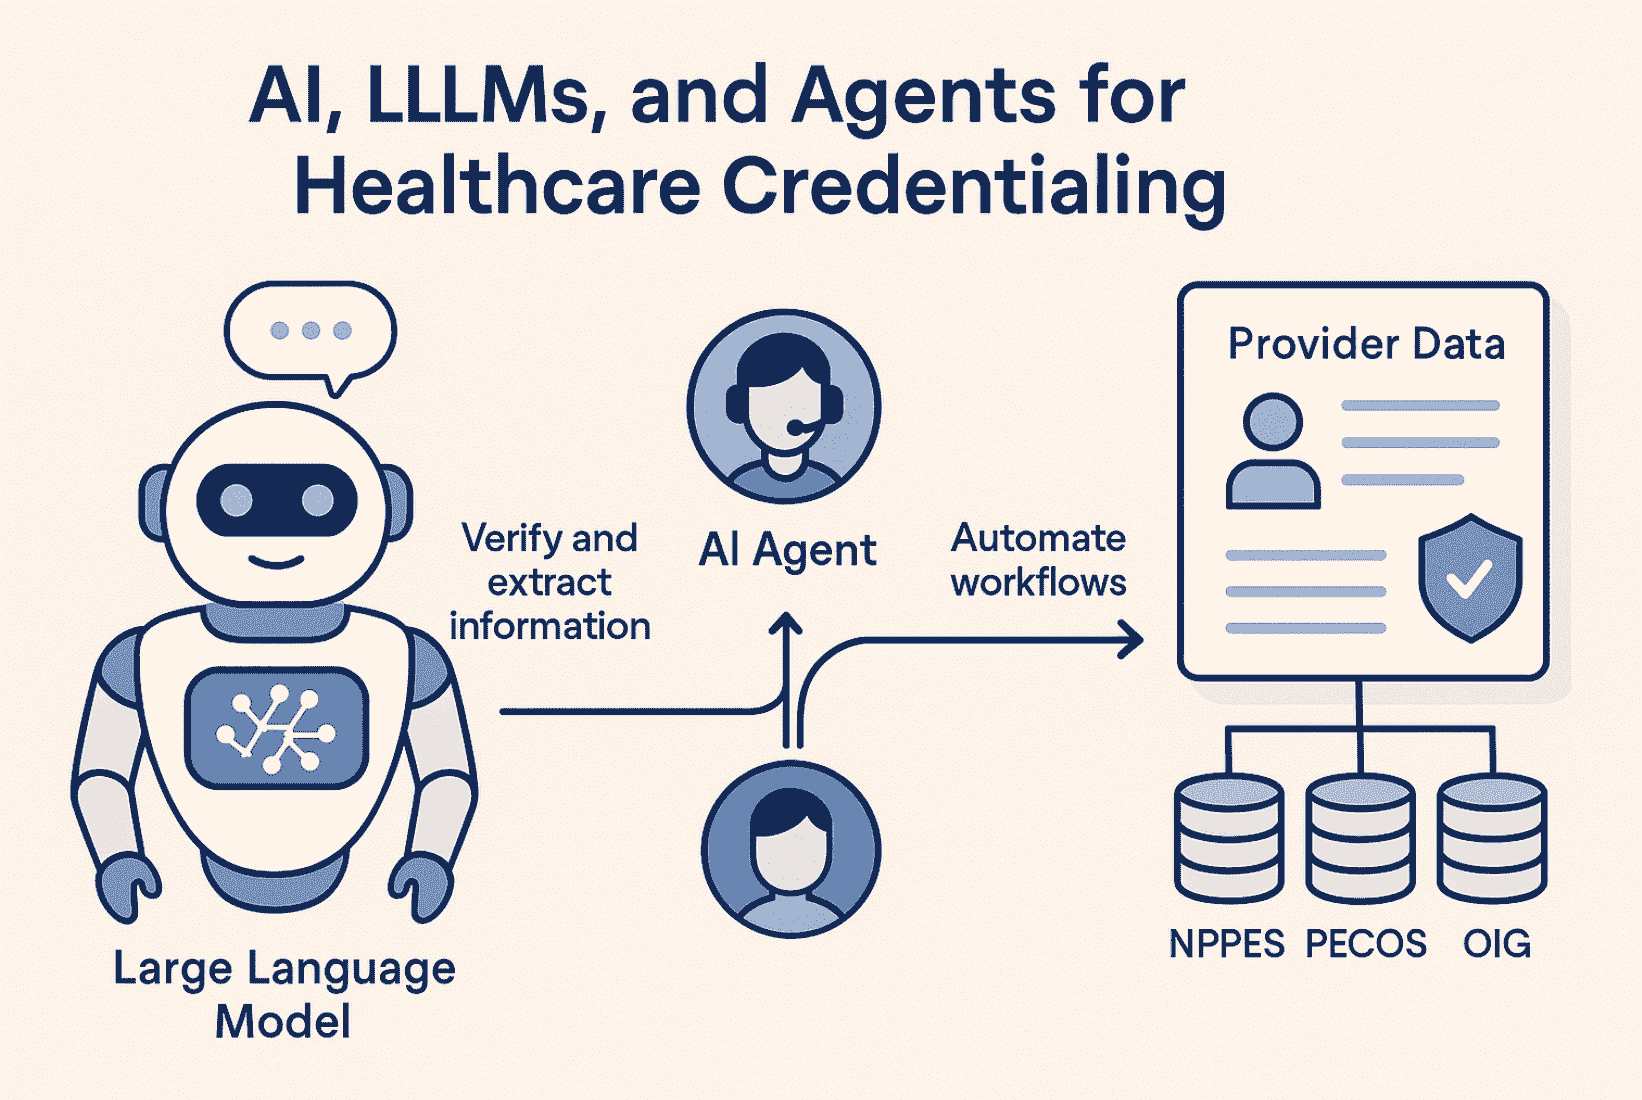 AI, LLLMs, and Agents for
Healthcare Credentialing
Verify and
extract
information
AI Agent
Automate
workflows
Provider Data
NPPES
PECOS
OIG
Large Language
Model